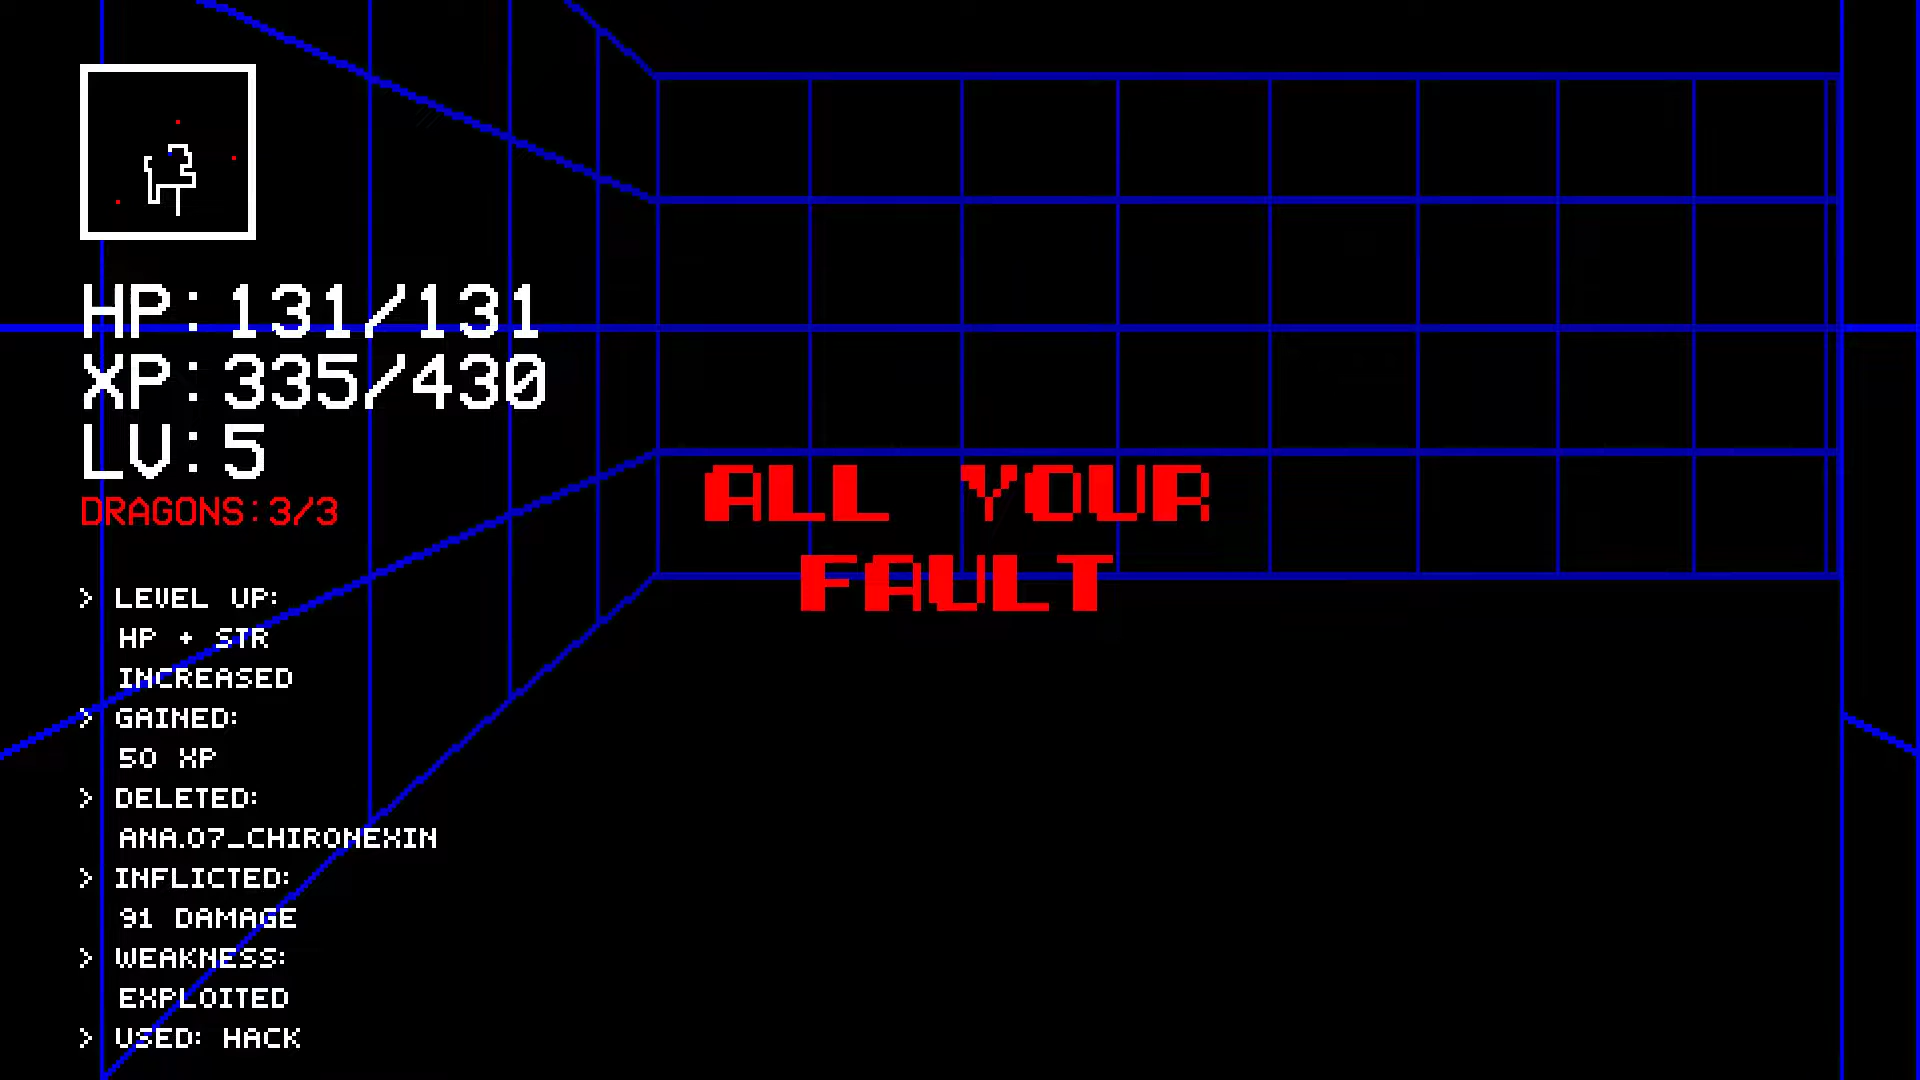 HP:131/131
XP:335/430
LV:5
DRAGONS:3/3
ALL YOUR
FAULT
> LEVEL UP:
HP + STR
INCREASED
> GAINED:
50 XP
> DELETED:
ANA.07_CHIRONEXIN
> INFLICTED:
91 DAMAGE
> WEAKNESS:
EXPLOITED
> USED: HACK